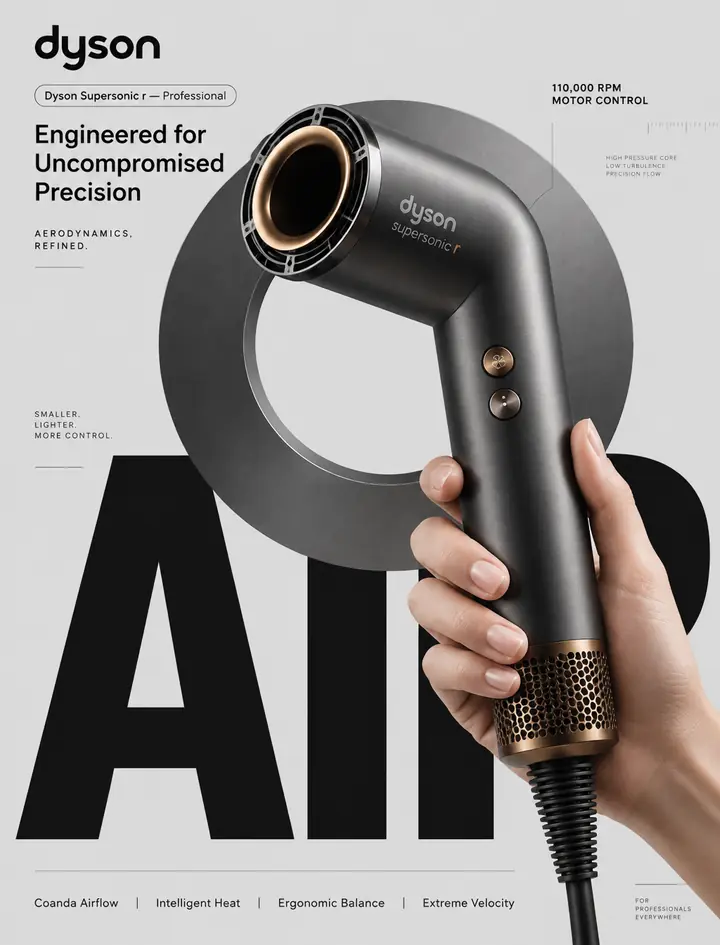 dyson
Dyson Supersonic r — Professional
Engineered for
Uncompromised
Precision
AERODYNAMICS,
REFINED.
110,000 RPM
MOTOR CONTROL
HIGH PRESSURE CORE
LOW TURBULENCE
PRECISION FLOW
dyson
supersonic r
SMALLER.
LIGHTER.
MORE CONTROL.
AIR
Coanda Airflow | Intelligent Heat | Ergonomic Balance | Extreme Velocity
FOR
PROFESSIONALS
EVERYWHERE